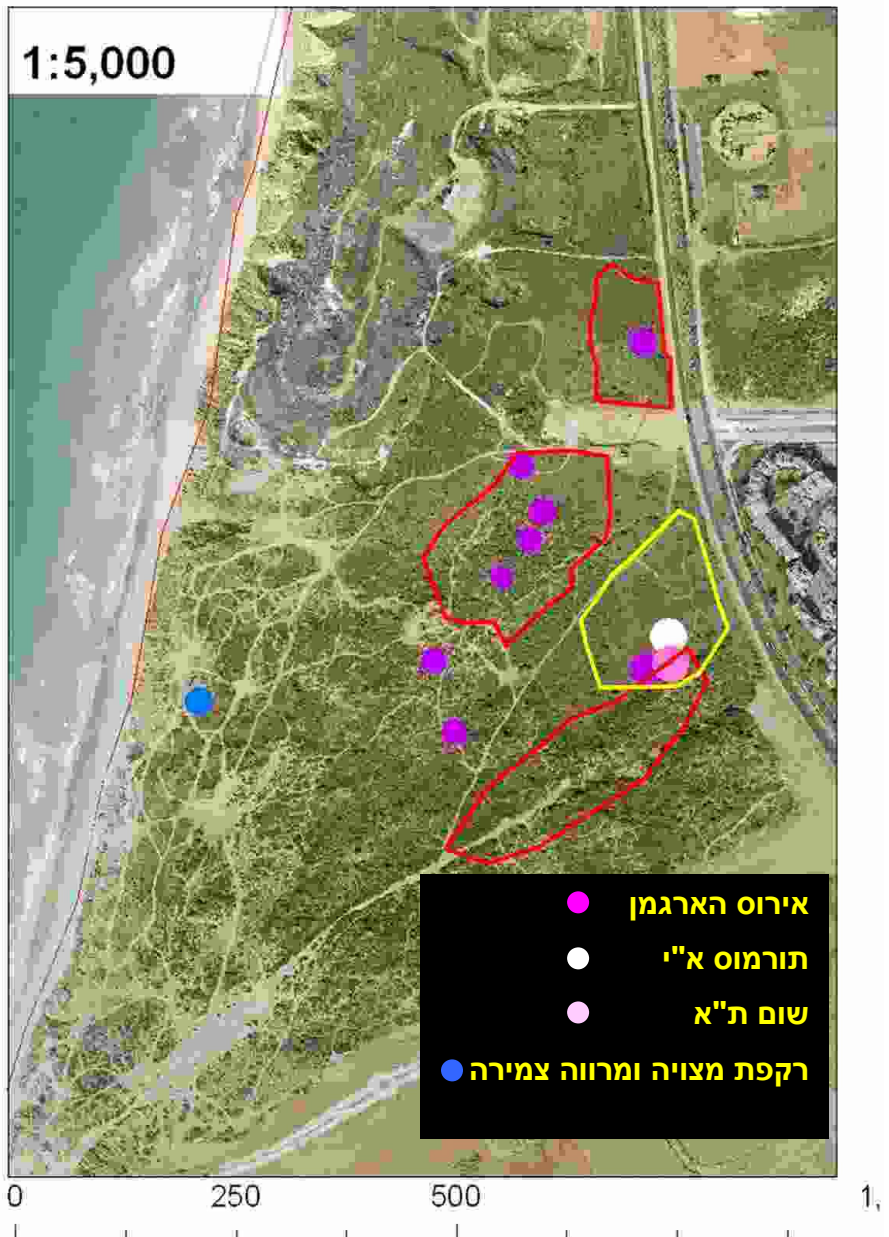 1:5,000
אירוס הארגמן
תורמוס א"י
שום ת"א
רקפת מצויה ומרווה צמירה
0 250 500 1,